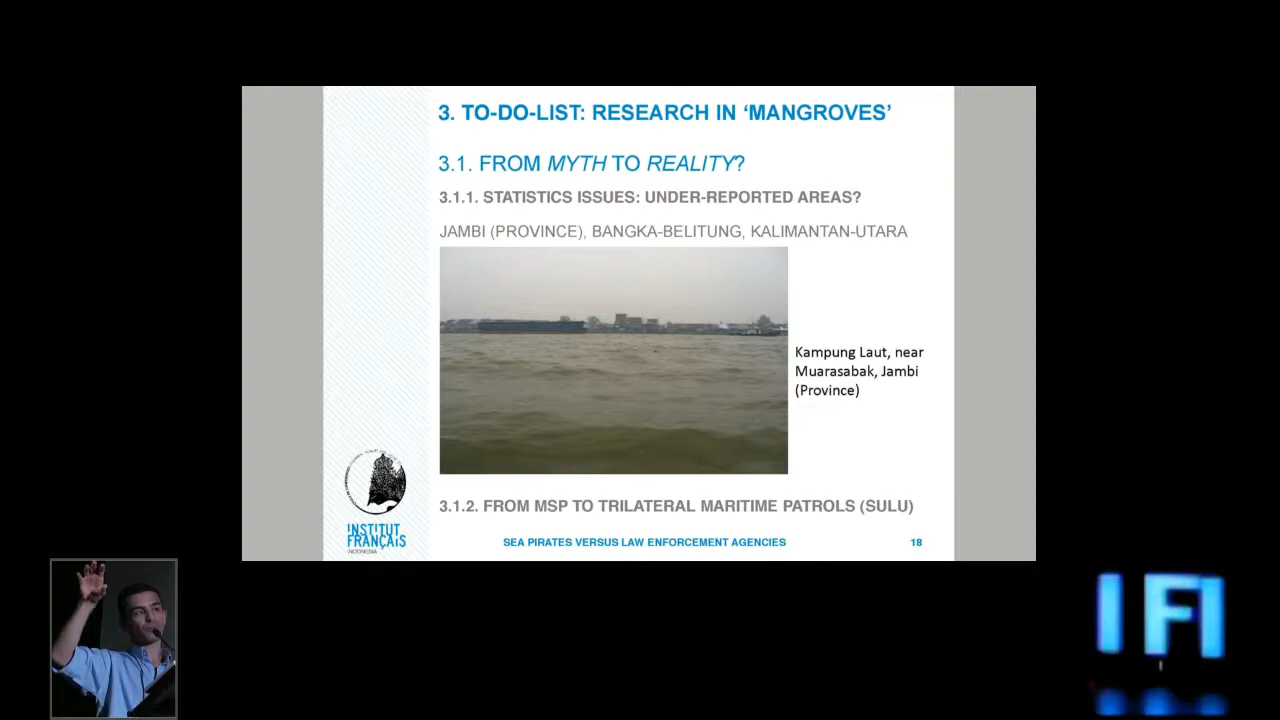 3. TO-DO-LIST: RESEARCH IN ‘MANGROVES’
3.1. FROM MYTH TO REALITY?
3.1.1. STATISTICS ISSUES: UNDER-REPORTED AREAS?
JAMBI (PROVINCE), BANGKA-BELITUNG, KALIMANTAN-UTARA
Kampung Laut, near
Muarasabak, Jambi
(Province)
3.1.2. FROM MSP TO TRILATERAL MARITIME PATROLS (SULU)
INSTITUT
FRANÇAIS
INDONESIA
SEA PIRATES VERSUS LAW ENFORCEMENT AGENCIES
18
IFI